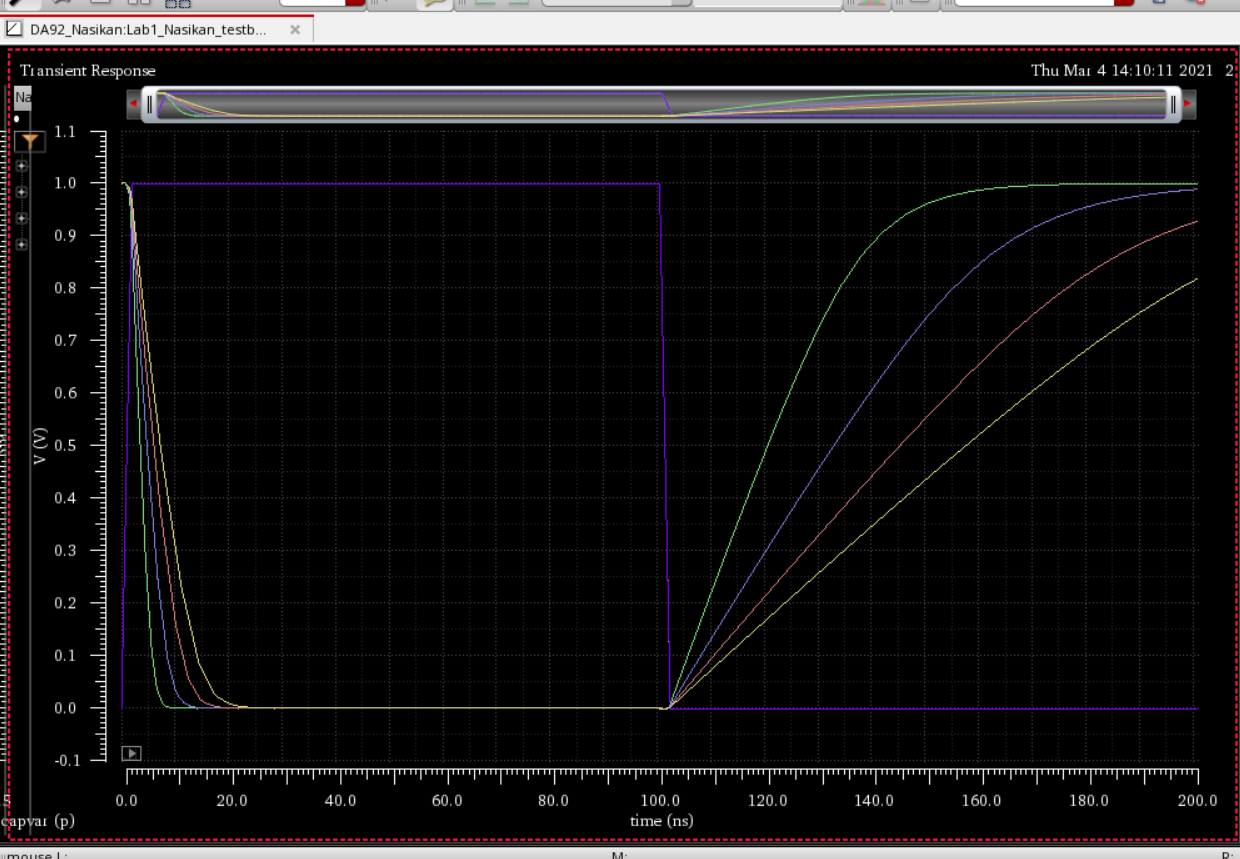 DA92_Nasikan:Lab1_Nasikan_testb...
Transient Response
Thu Mar 4 14:10:11 2021 2
Na
1.1
1.0
0.9
0.8
0.7
0.6
0.5
0.4
0.3
0.2
0.1
0.0
-0.1
V (V)
0.0 20.0 40.0 60.0 80.0 100.0 120.0 140.0 160.0 180.0 200.0
capvar (p)
time (ns)
mouse L: M: R: